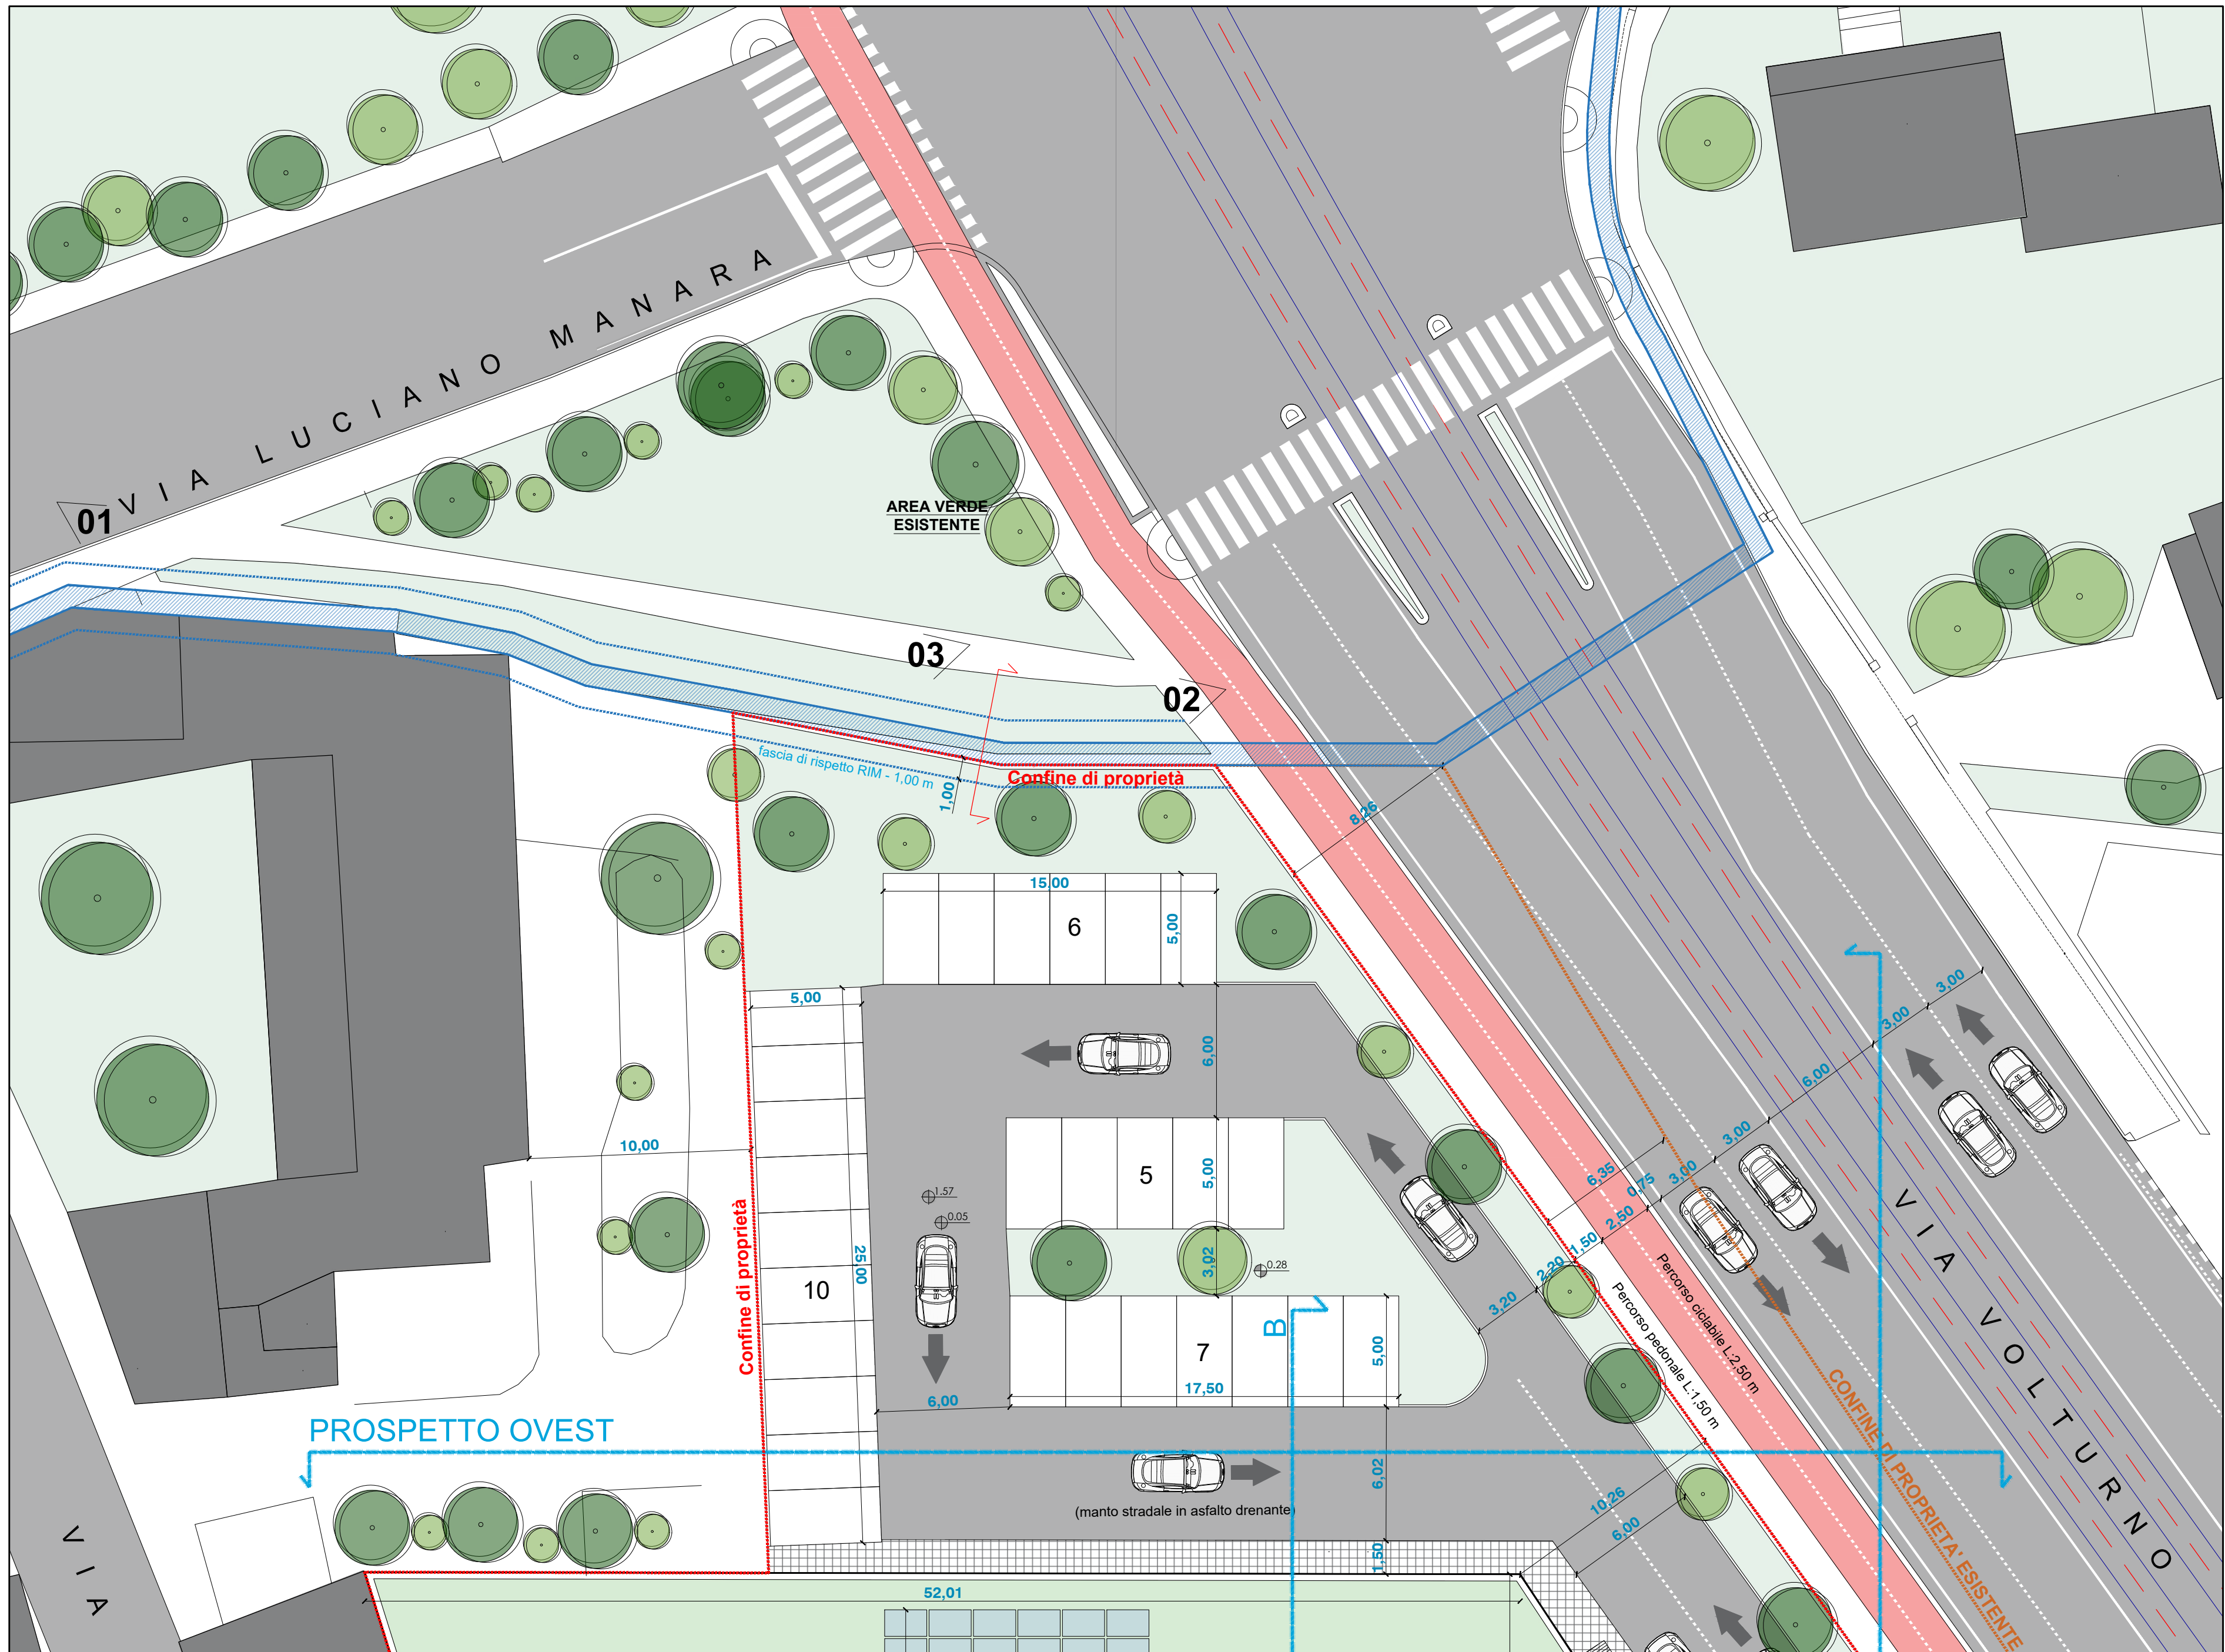 VIA LUCIANO MANARA
01
AREA VERDE
ESISTENTE
03
02
fascia di rispetto RIM - 1,00 m
1,00
Confine di proprietà
8,26
15,00
6
5,00
5,00
6,00
3,00
3,00
6,00
3,00
3,00
0,75
6,35
2,50
1,50
2,20
3,20
10,00
5
5,00
1.57
0.05
3,02
0.28
Confine di proprietà
10
25,00
B
7
5,00
17,50
6,00
Percorso ciclabile L:2,50 m
Percorso pedonale L:1,50 m
VIA VOLTURNO
CONFINE DI PROPRIETA' ESISTENTE
PROSPETTO OVEST
6,02
(manto stradale in asfalto drenante)
10,26
6,00
1,50
VIA
52,01